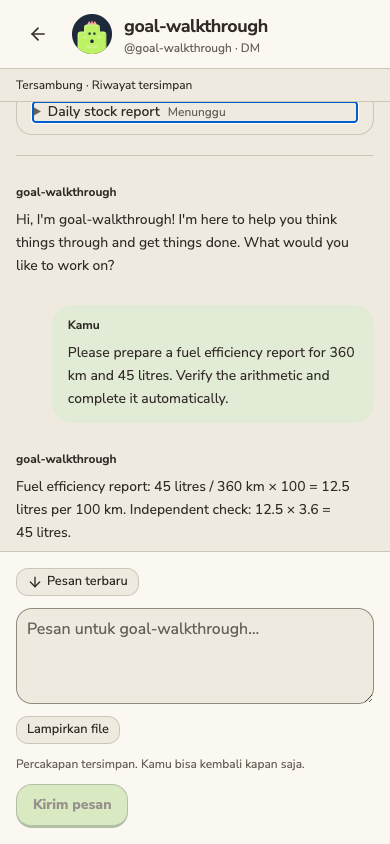 goal-walkthrough
@goal-walkthrough · DM
Tersambung · Riwayat tersimpan
Daily stock report Menunggu
goal-walkthrough
Hi, I'm goal-walkthrough! I'm here to help you think
things through and get things done. What would you
like to work on?
Kamu
Please prepare a fuel efficiency report for 360
km and 45 litres. Verify the arithmetic and
complete it automatically.
goal-walkthrough
Fuel efficiency report: 45 litres / 360 km × 100 = 12.5
litres per 100 km. Independent check: 12.5 × 3.6 =
45 litres.
Pesan terbaru
Pesan untuk goal-walkthrough...
Lampirkan file
Percakapan tersimpan. Kamu bisa kembali kapan saja.
Kirim pesan